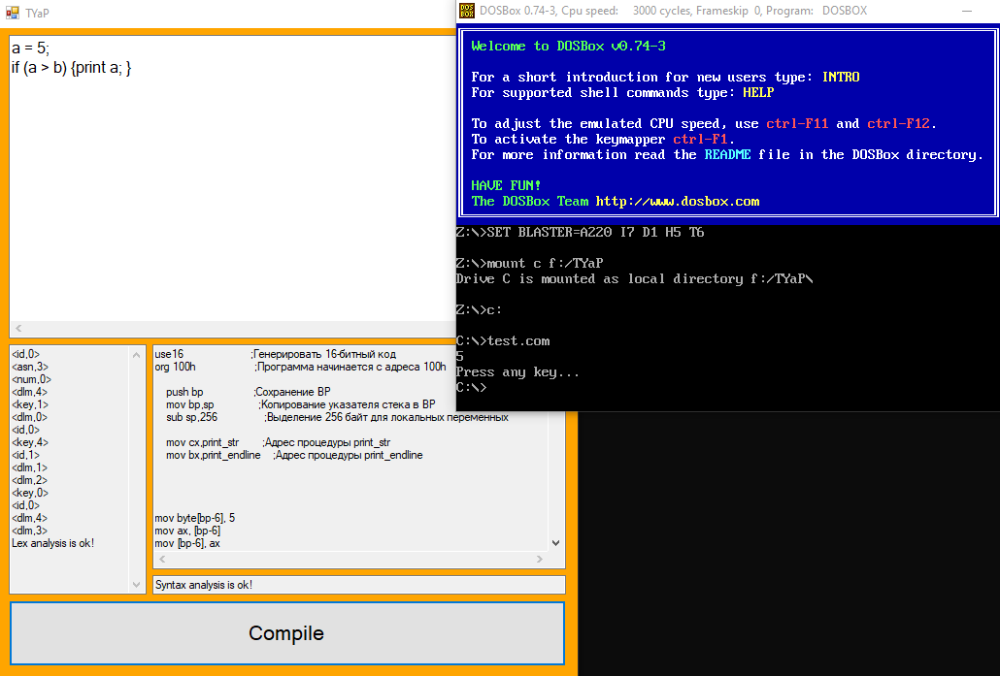 TYaP
a = 5;
if (a > b) {print a; }
<id,0>
<asn,3>
<num,0>
<dlm,4>
<key,1>
<dlm,0>
<id,0>
<key,4>
<id,1>
<dlm,1>
<dlm,2>
<key,0>
<id,0>
<dlm,4>
<dlm,3>
Lex analysis is ok!
use16 ;Генерировать 16-битный код
org 100h ;Программа начинается с адреса 100h
push bp ;Сохранение BP
mov bp,sp ;Копирование указателя стека в BP
sub sp,256 ;Выделение 256 байт для локальных переменных
mov cx,print_str ;Адрес процедуры print_str
mov bx,print_endline ;Адрес процедуры print_endline
mov byte[bp-6], 5
mov ax, [bp-6]
mov [bp-6], ax
Syntax analysis is ok!
Compile
DOSBox 0.74-3, Cpu speed: 3000 cycles, Frameskip 0, Program: DOSBOX
Welcome to DOSBox v0.74-3
For a short introduction for new users type: INTRO
For supported shell commands type: HELP
To adjust the emulated CPU speed, use ctrl-F11 and ctrl-F12.
To activate the keymapper ctrl-F1.
For more information read the README file in the DOSBox directory.
HAVE FUN!
The DOSBox Team http://www.dosbox.com
Z:\>SET BLASTER=A220 I7 D1 H5 T6
Z:\>mount c f:/TYaP
Drive C is mounted as local directory f:/TYaP\
Z:\>c:
C:\>test.com
5
Press any key...
C:\>